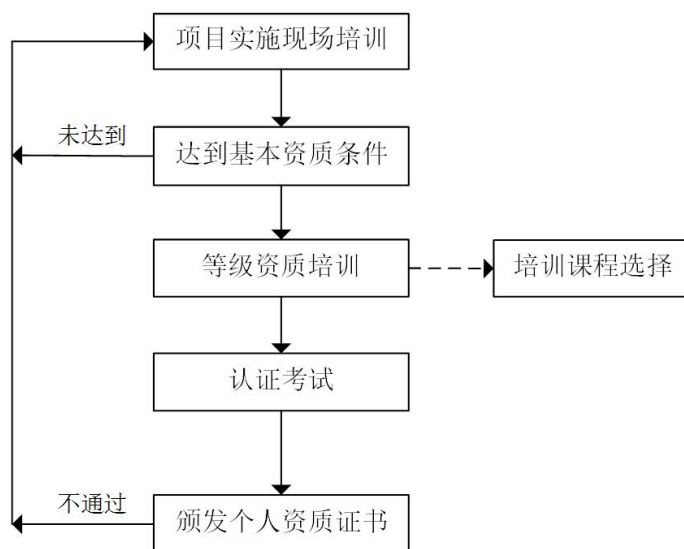 项目实施现场培训
未达到
达到基本资质条件
等级资质培训
培训课程选择
认证考试
不通过
颁发个人资质证书